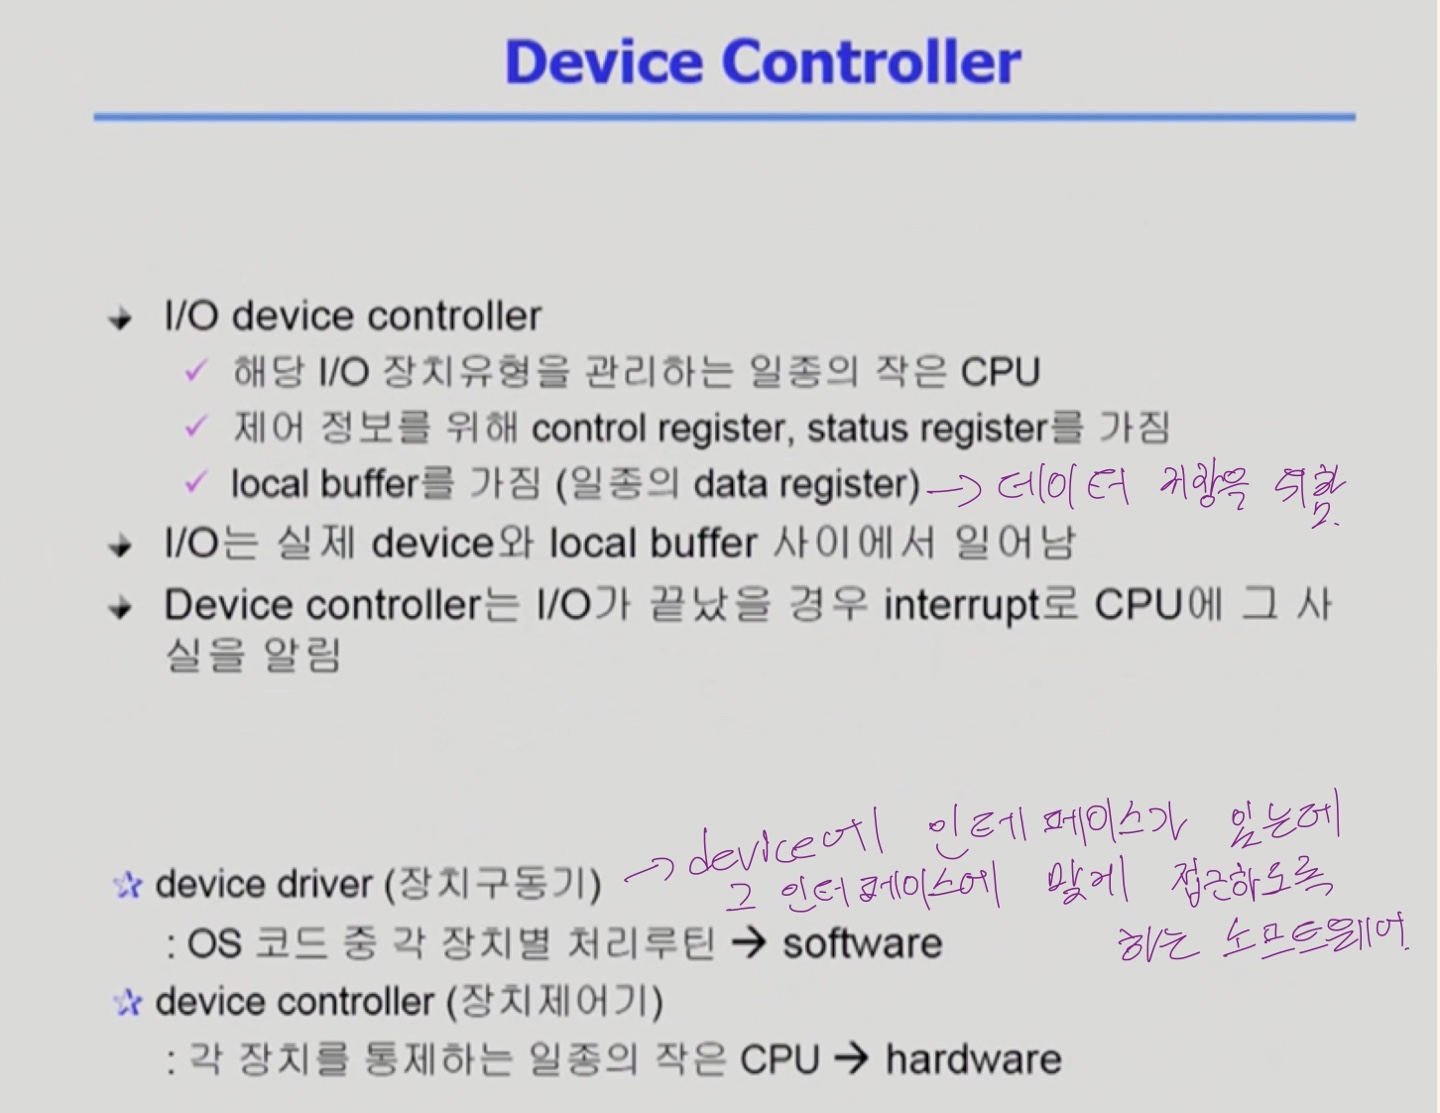 Device Controller
I/O device controller
✓ 해당 I/O 장치유형을 관리하는 일종의 작은 CPU
✓ 제어 정보를 위해 control register, status register를 가짐
✓ local buffer를 가짐 (일종의 data register) → 데이터 저장을 위함.
I/O는 실제 device와 local buffer 사이에서 일어남
Device controller는 I/O가 끝났을 경우 interrupt로 CPU에 그 사
실을 알림
☆ device driver (장치구동기) → device에 인터페이스가 있는데
그 인터페이스에 맞게 접근하도록
하는 소프트웨어.
: OS 코드 중 각 장치별 처리루틴 → software
☆ device controller (장치제어기)
: 각 장치를 통제하는 일종의 작은 CPU → hardware